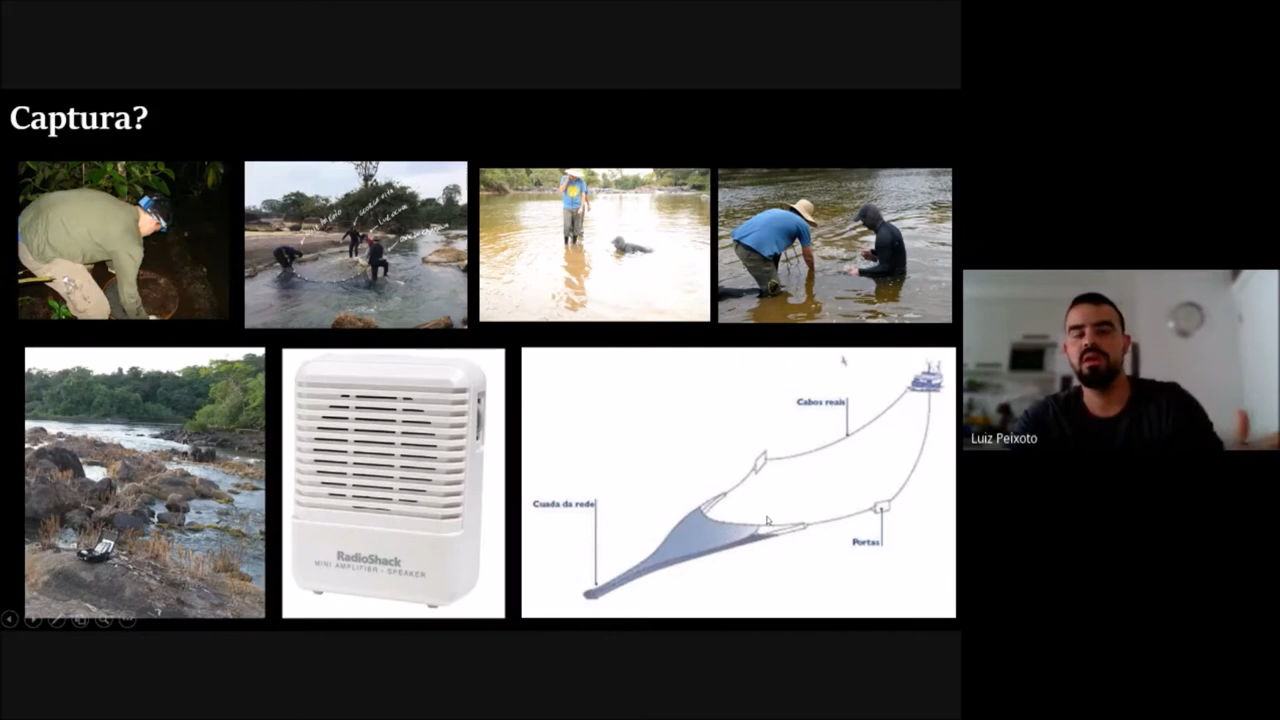 Captura?
Cabos reais
Cuada da rede
Portas
RadioShack
MINI AMPLIFIER - SPEAKER
Luiz Peixoto